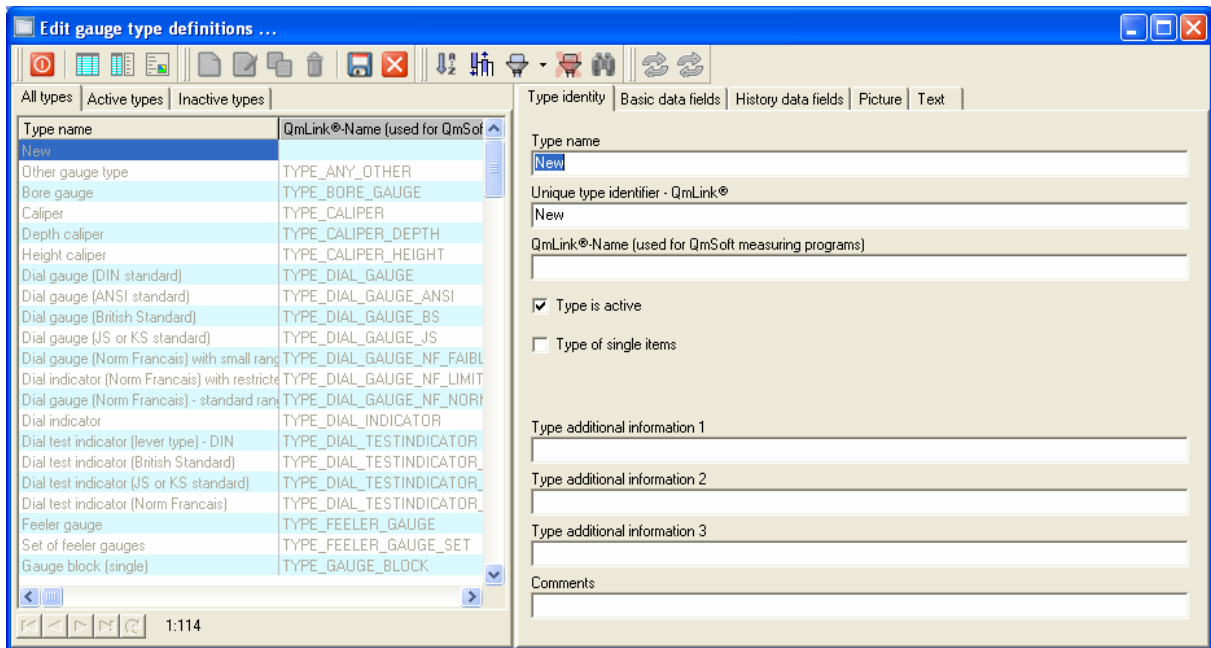 Edit gauge type definitions ...
All types Active types Inactive types
Type name QmLink®-Name (used for QmSof
New
Other gauge type TYPE_ANY_OTHER
Bore gauge TYPE_BORE_GAUGE
Caliper TYPE_CALIPER
Depth caliper TYPE_CALIPER_DEPTH
Height caliper TYPE_CALIPER_HEIGHT
Dial gauge (DIN standard) TYPE_DIAL_GAUGE
Dial gauge (ANSI standard) TYPE_DIAL_GAUGE_ANSI
Dial gauge (British Standard) TYPE_DIAL_GAUGE_BS
Dial gauge (JS or KS standard) TYPE_DIAL_GAUGE_JS
Dial gauge (Norm Francais) with small rang TYPE_DIAL_GAUGE_NF_FAIBL
Dial indicator (Norm Francais) with restricte TYPE_DIAL_GAUGE_NF_LIMIT
Dial gauge (Norm Francais) - standard ran TYPE_DIAL_GAUGE_NF_NOR
Dial indicator TYPE_DIAL_INDICATOR
Dial test indicator (lever type) - DIN TYPE_DIAL_TESTINDICATOR
Dial test indicator (British Standard) TYPE_DIAL_TESTINDICATOR_
Dial test indicator (JS or KS standard) TYPE_DIAL_TESTINDICATOR_
Dial test indicator (Norm Francais) TYPE_DIAL_TESTINDICATOR_
Feeler gauge TYPE_FEELER_GAUGE
Set of feeler gauges TYPE_FEELER_GAUGE_SET
Gauge block (single) TYPE_GAUGE_BLOCK
1:114
Type identity Basic data fields History data fields Picture Text
Type name
New
Unique type identifier - QmLink®
New
QmLink®-Name (used for QmSoft measuring programs)
Type is active
Type of single items
Type additional information 1
Type additional information 2
Type additional information 3
Comments